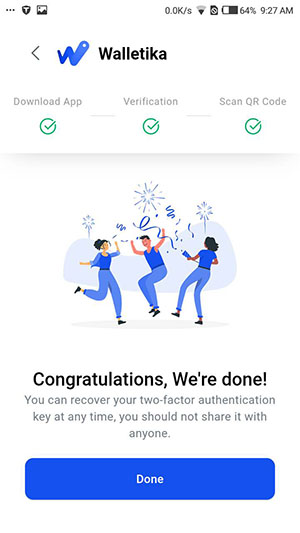 0.0K/s 64% 9:27 AM
Walletika
Download App Verification Scan QR Code
Congratulations, We're done!
You can recover your two-factor authentication
key at any time, you should not share it with
anyone.
Done